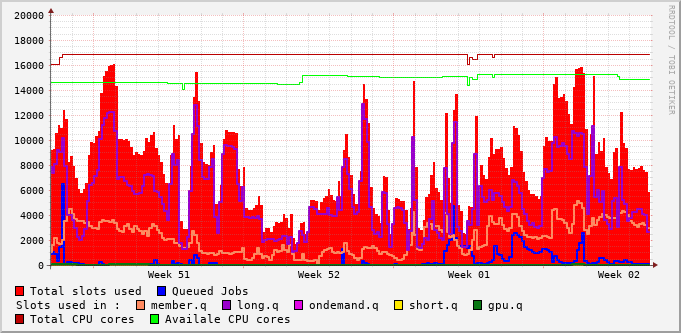 20000
18000
16000
14000
12000
10000
8000
6000
4000
2000
0
Week 51 Week 52 Week 01 Week 02
RRDTOOL / TOBI OETIKER
Total slots used Queued Jobs
Slots used in : member.q long.q ondemand.q short.q gpu.q
Total CPU cores Availale CPU cores